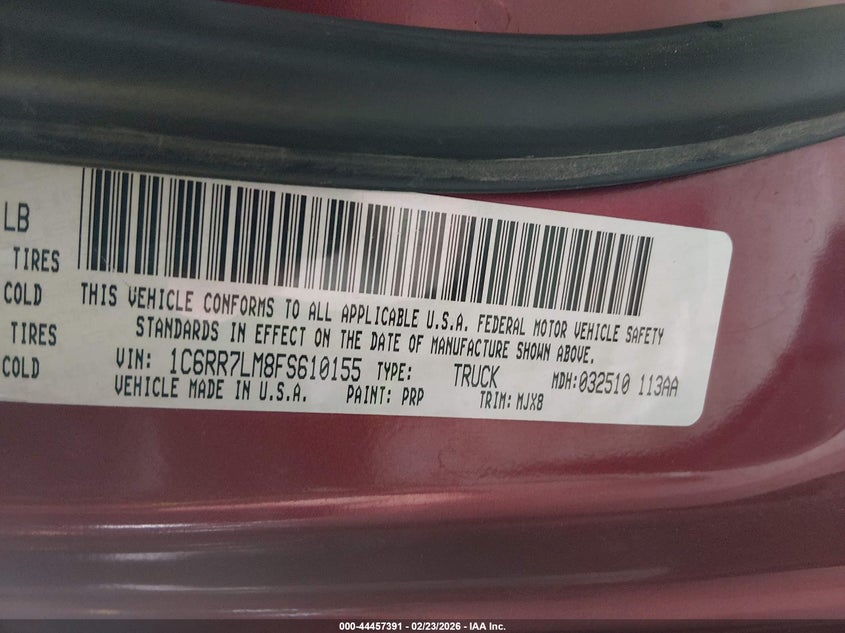 LB
TIRES
COLD
TIRES
COLD
THIS VEHICLE CONFORMS TO ALL APPLICABLE U.S.A. FEDERAL MOTOR VEHICLE SAFETY
STANDARDS IN EFFECT ON THE DATE OF MANUFACTURE SHOWN ABOVE.
VIN: 1C6RR7LM8FS610155 TYPE: TRUCK MDH:032510 113AA
VEHICLE MADE IN U.S.A. PAINT: PRP TRIM: MJX8
000-44457391 - 02/23/2026 - IAA Inc.